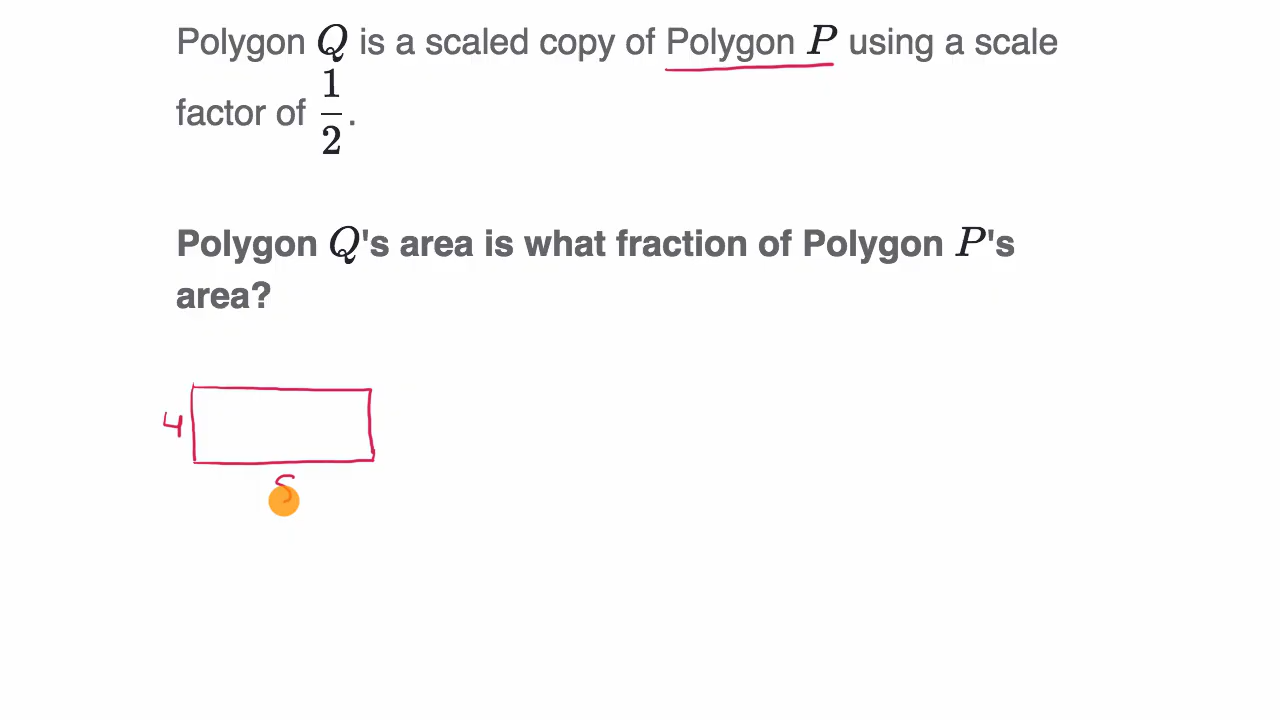 Polygon Q is a scaled copy of Polygon P using a scale
factor of 1/2.
Polygon Q's area is what fraction of Polygon P's
area?
4